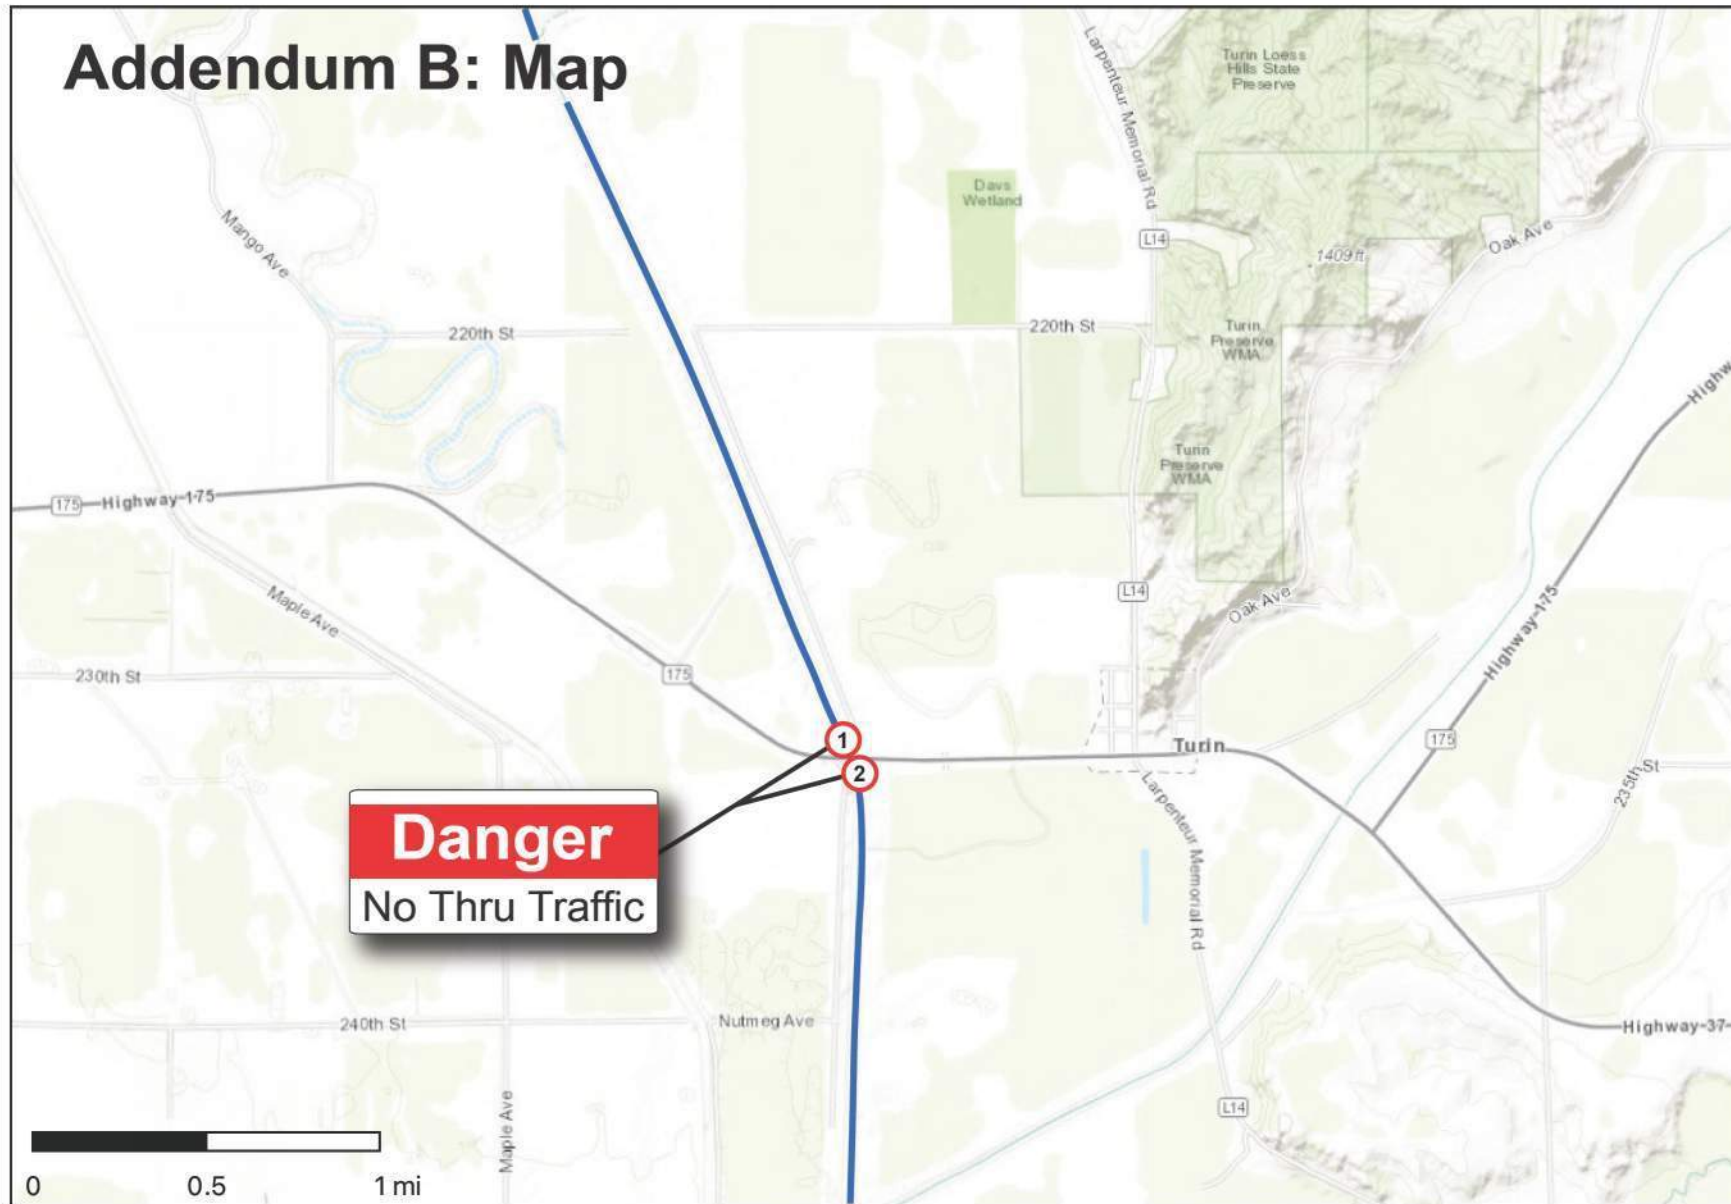 Addendum B: Map
Larpenteur Memorial Rd
Turin Loess
Hills State
Preserve
Davs
Wetland
Mango Ave
L14
Oak Ave
1409 ft
220th St
220th St
Turin
Preserve
WMA
Turin
Preserve
WMA
175
Highway-175
Maple Ave
L14
Oak Ave
Highway-175
230th St
175
1
2
Turin
175
235th St
Danger
No Thru Traffic
Larpenteur Memorial Rd
240th St
Nutmeg Ave
Highway-37
Maple Ave
L14
0 0.5 1 mi